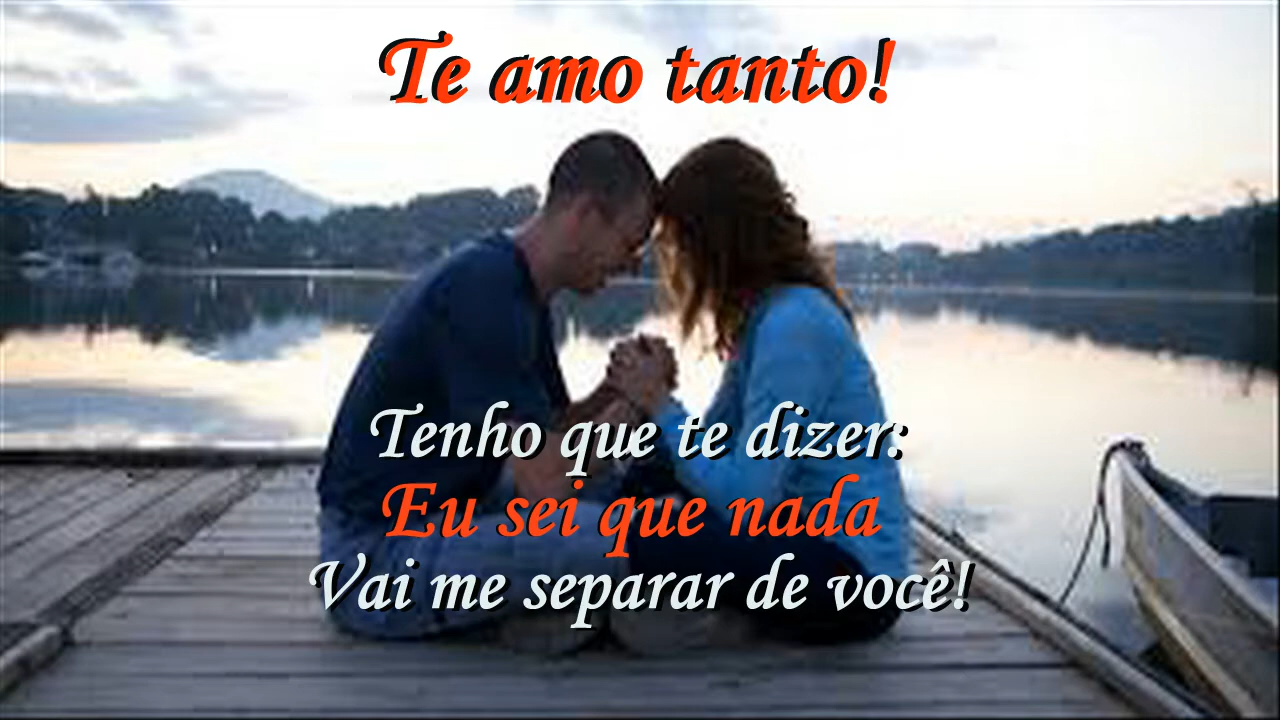 Te amo tanto!
Tenho que te dizer:
Eu sei que nada
Vai me separar de você!